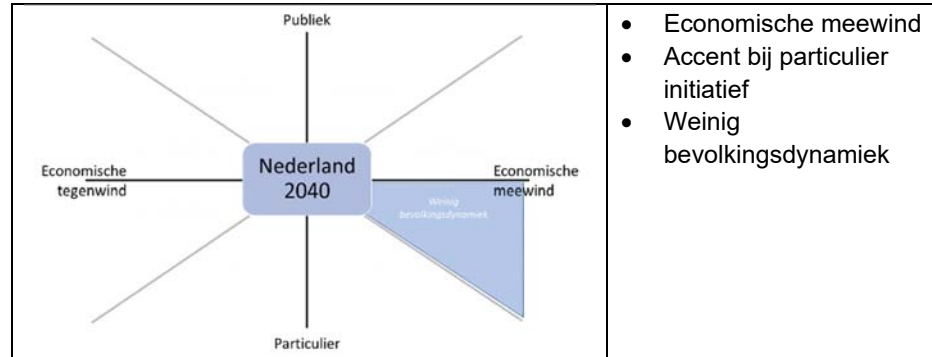 Publiek
Economische
tegenwind
Nederland
2040
Economische
meewind
Weinig
bevolkingsdynamiek
Particulier
• Economische meewind
• Accent bij particulier
initiatief
• Weinig
bevolkingsdynamiek